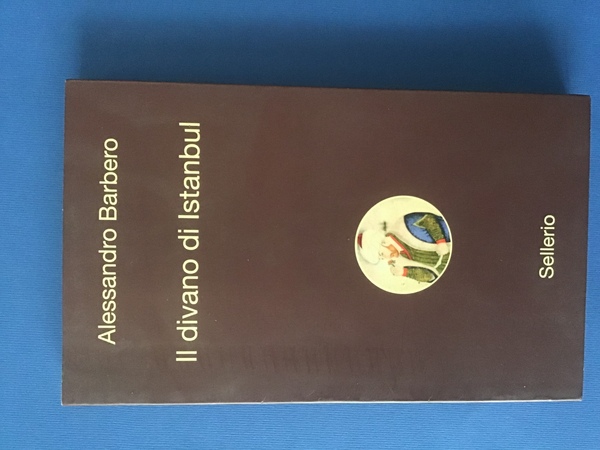 Alessandro Barbero
Il divano di Istanbul
Sellerio